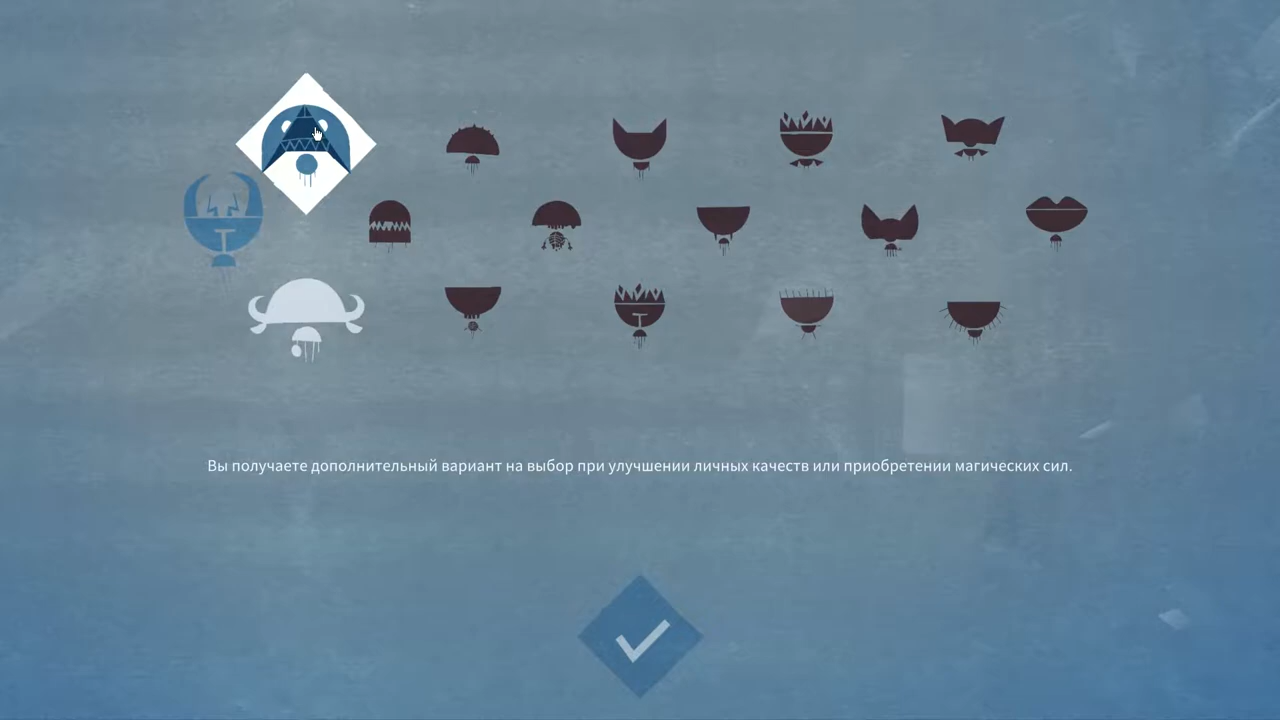 Вы получаете дополнительный вариант на выбор при улучшении личных качеств или приобретении магических сил.